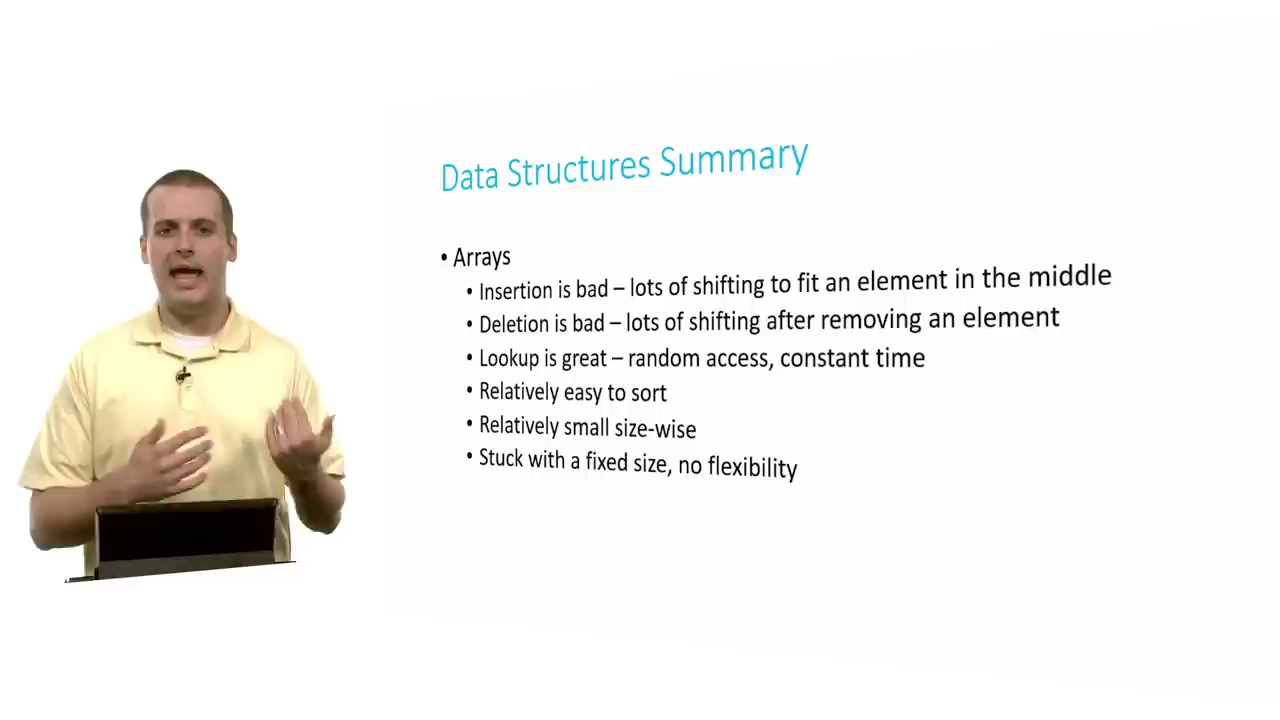 Data Structures Summary
• Arrays
• Insertion is bad – lots of shifting to fit an element in the middle
• Deletion is bad – lots of shifting after removing an element
• Lookup is great – random access, constant time
• Relatively easy to sort
• Relatively small size-wise
• Stuck with a fixed size, no flexibility